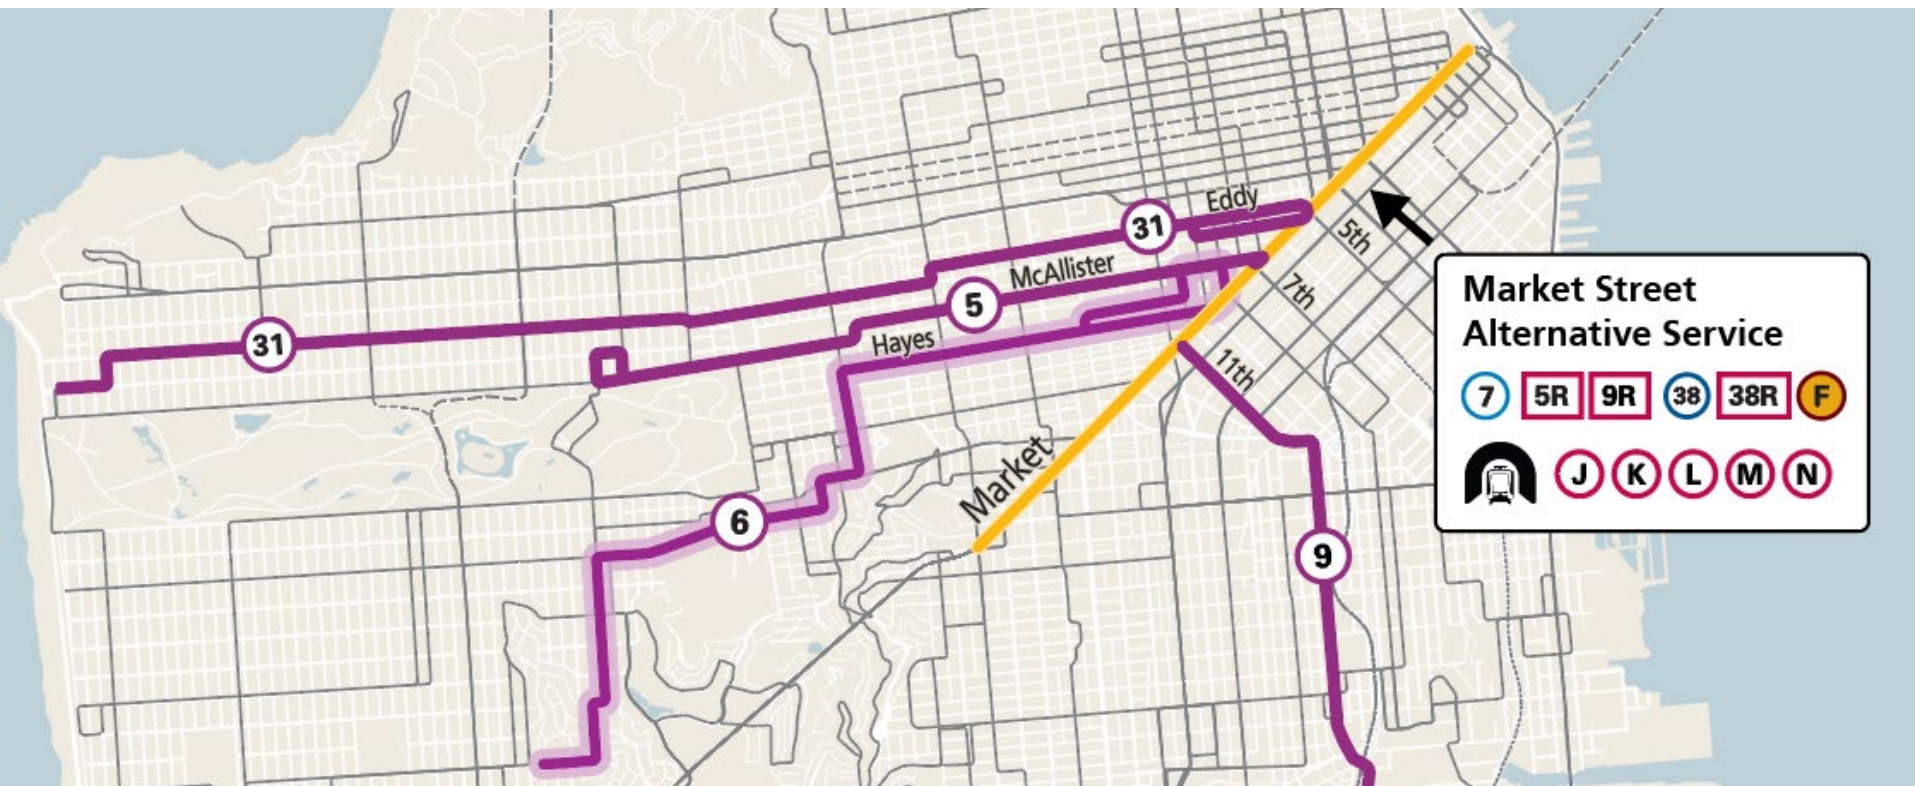 Eddy
31
5th
McAllister
7th
5
31
Hayes
11th
Market
6
9
Market Street
Alternative Service
7 5R 9R 38 38R F
J K L M N